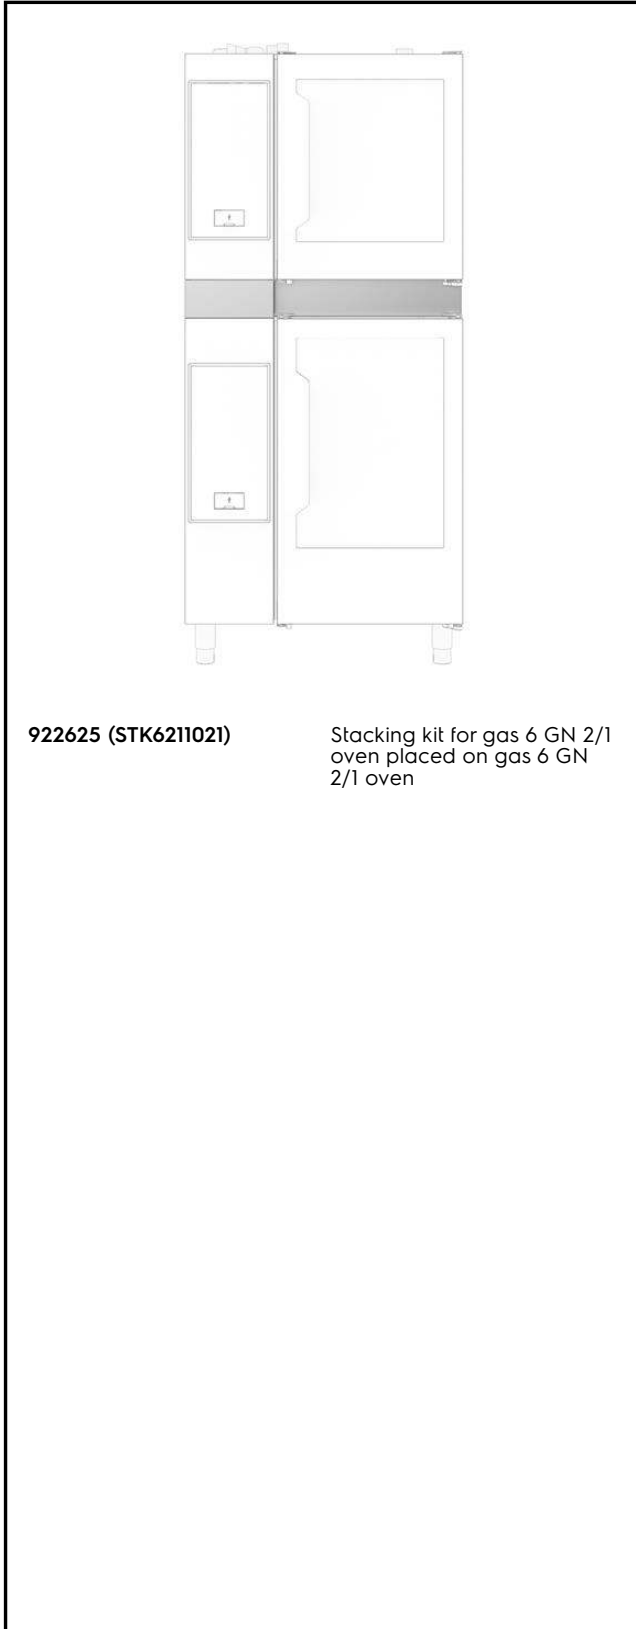 922625 (STK6211021)
Stacking kit for gas 6 GN 2/1
oven placed on gas 6 GN
2/1 oven